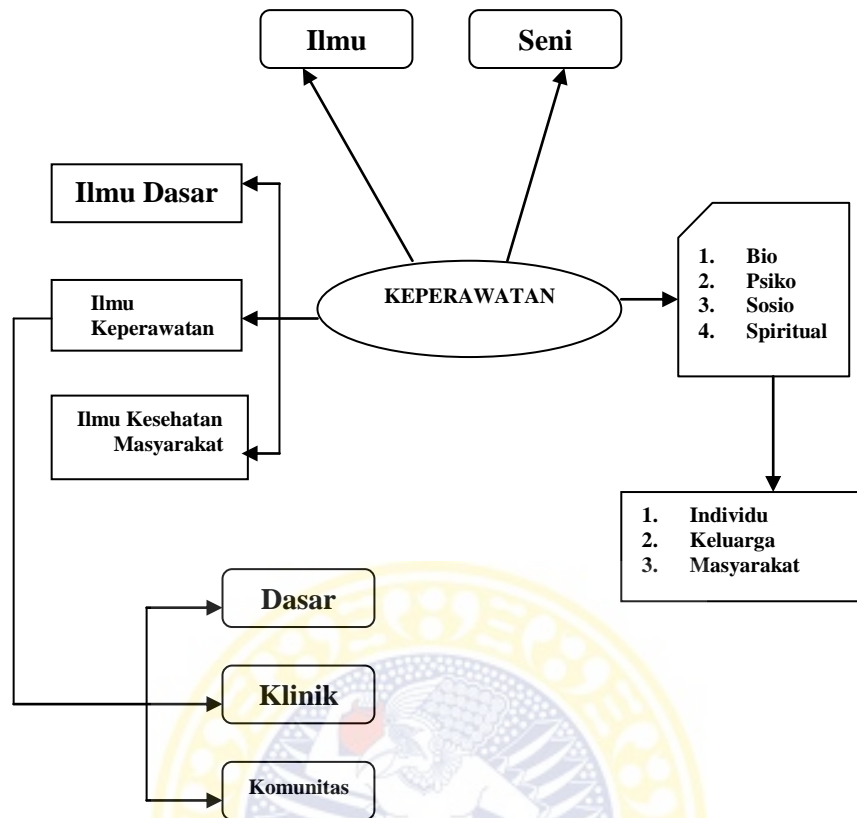 Ilmu
Seni
Ilmu Dasar
Ilmu
Keperawatan
Ilmu Kesehatan
Masyarakat
KEPERAWATAN
1. Bio
2. Psiko
3. Sosio
4. Spiritual
1. Individu
2. Keluarga
3. Masyarakat
Dasar
Klinik
Komunitas